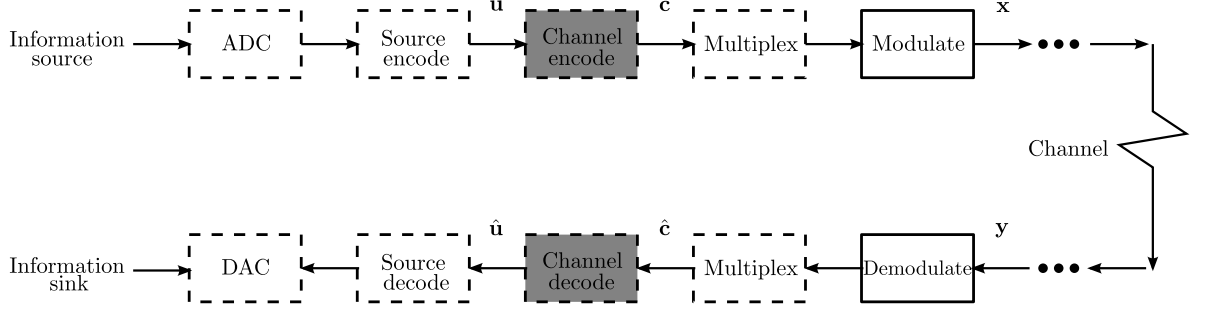 u
c
x
Information
source
ADC
Source
encode
Channel
encode
Multiplex
Modulate
Channel
û
ĉ
y
Information
sink
DAC
Source
decode
Channel
decode
Multiplex
Demodulate